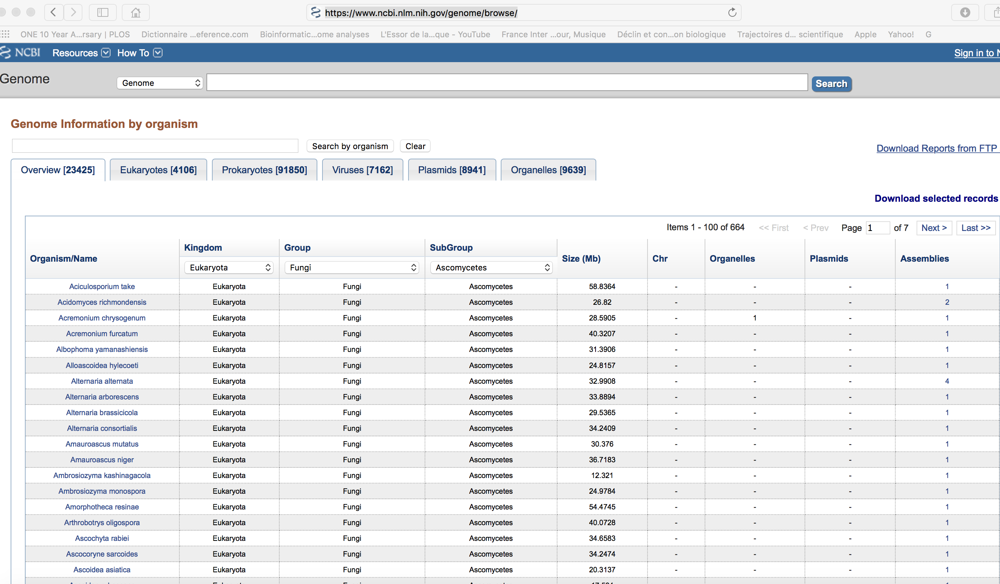 https://www.ncbi.nlm.nih.gov/genome/browse/
ONE 10 Year A...rsary | PLOS Dictionnaire ...eference.com Bioinformatic...ome analyses L'Essor de la...que - YouTube France Inter ...our, Musique Déclin et con...on biologique Trajectoires d... scientifique Apple Yahoo! G
NCBI Resources How To Sign in to N
Genome Genome Search
Genome Information by organism
Search by organism Clear Download Reports from FTP
Overview [23425] Eukaryotes [4106] Prokaryotes [91850] Viruses [7162] Plasmids [8941] Organelles [9639]
Download selected records
Items 1 - 100 of 664 << First < Prev Page 1 of 7 Next > Last >>
Organism/Name Kingdom Group SubGroup Size (Mb) Chr Organelles Plasmids Assemblies
Eukaryota Fungi Ascomycetes
Aciculosporium take Eukaryota Fungi Ascomycetes 58.8364 - - - 1
Acidomyces richmondensis Eukaryota Fungi Ascomycetes 26.82 - - - 2
Acremonium chrysogenum Eukaryota Fungi Ascomycetes 28.5905 - 1 - 1
Acremonium furcatum Eukaryota Fungi Ascomycetes 40.3207 - - - 1
Albophoma yamanashiensis Eukaryota Fungi Ascomycetes 31.3906 - - - 1
Alloascoidea hylecoeti Eukaryota Fungi Ascomycetes 24.8157 - - - 1
Alternaria alternata Eukaryota Fungi Ascomycetes 32.9908 - - - 4
Alternaria arborescens Eukaryota Fungi Ascomycetes 33.8894 - - - 1
Alternaria brassicicola Eukaryota Fungi Ascomycetes 29.5365 - - - 1
Alternaria consortialis Eukaryota Fungi Ascomycetes 34.2409 - - - 1
Amauroascus mutatus Eukaryota Fungi Ascomycetes 30.376 - - - 1
Amauroascus niger Eukaryota Fungi Ascomycetes 36.7183 - - - 1
Ambrosiozyma kashinagacola Eukaryota Fungi Ascomycetes 12.321 - - - 1
Ambrosiozyma monospora Eukaryota Fungi Ascomycetes 24.9784 - - - 1
Amorphotheca resinae Eukaryota Fungi Ascomycetes 54.4745 - - - 1
Arthrobotrys oligospora Eukaryota Fungi Ascomycetes 40.0728 - - - 1
Ascochyta rabiei Eukaryota Fungi Ascomycetes 34.6583 - - - 1
Ascocoryne sarcoides Eukaryota Fungi Ascomycetes 34.2474 - - - 1
Ascoidea asiatica Eukaryota Fungi Ascomycetes 20.3137 - - - 1